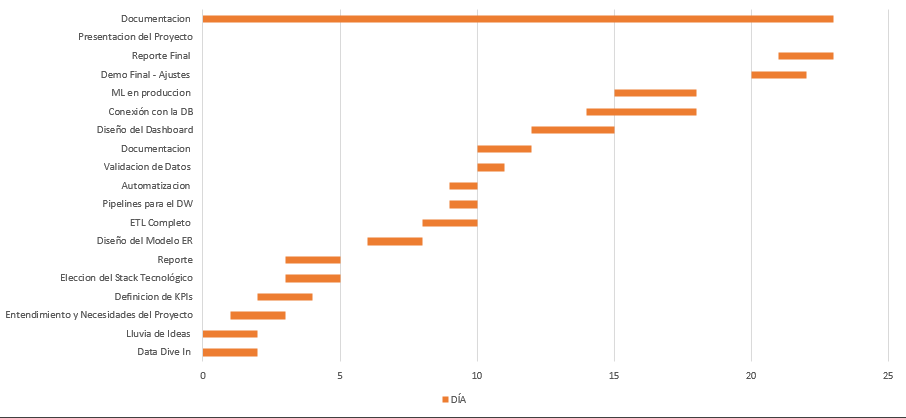 Documentacion
Presentacion del Proyecto
Reporte Final
Demo Final - Ajustes
ML en produccion
Conexión con la DB
Diseño del Dashboard
Documentacion
Validacion de Datos
Automatizacion
Pipelines para el DW
ETL Completo
Diseño del Modelo ER
Reporte
Eleccion del Stack Tecnológico
Definicion de KPIs
Entendimiento y Necesidades del Proyecto
Lluvia de Ideas
Data Dive In
0 5 10 15 20 25
DÍA